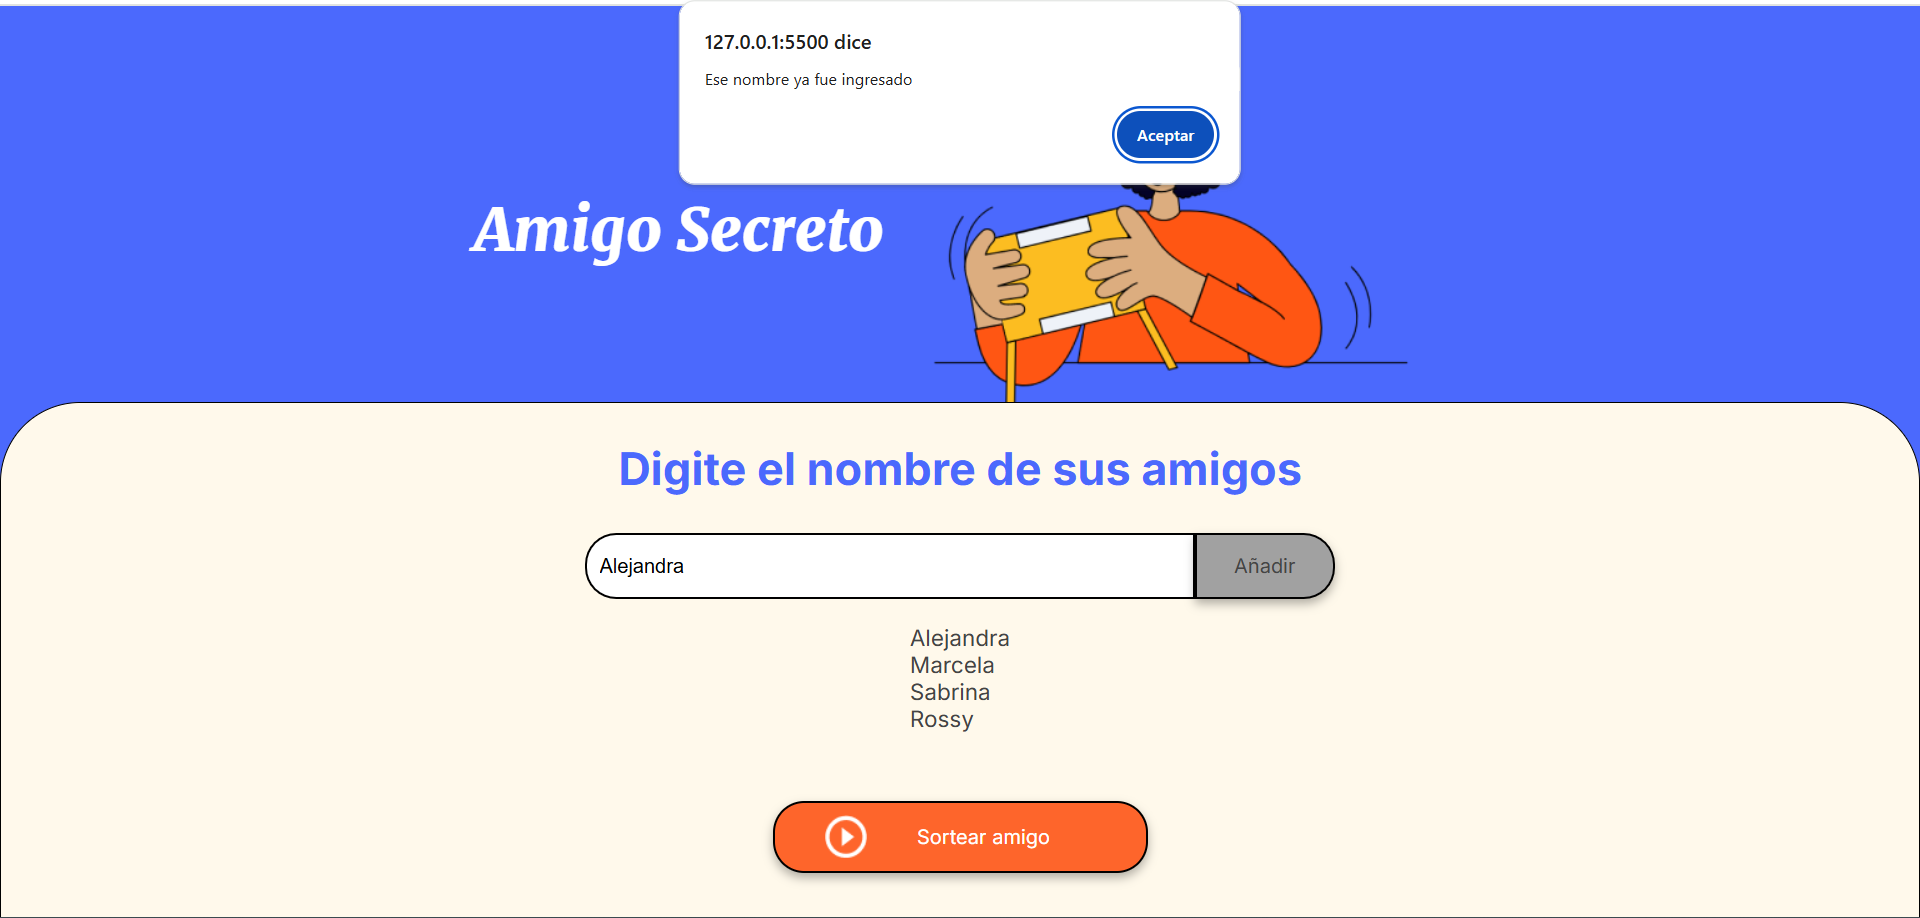 127.0.0.1:5500 dice
Ese nombre ya fue ingresado
Aceptar
Amigo Secreto
Digite el nombre de sus amigos
Alejandra
Añadir
Alejandra
Marcela
Sabrina
Rossy
Sortear amigo